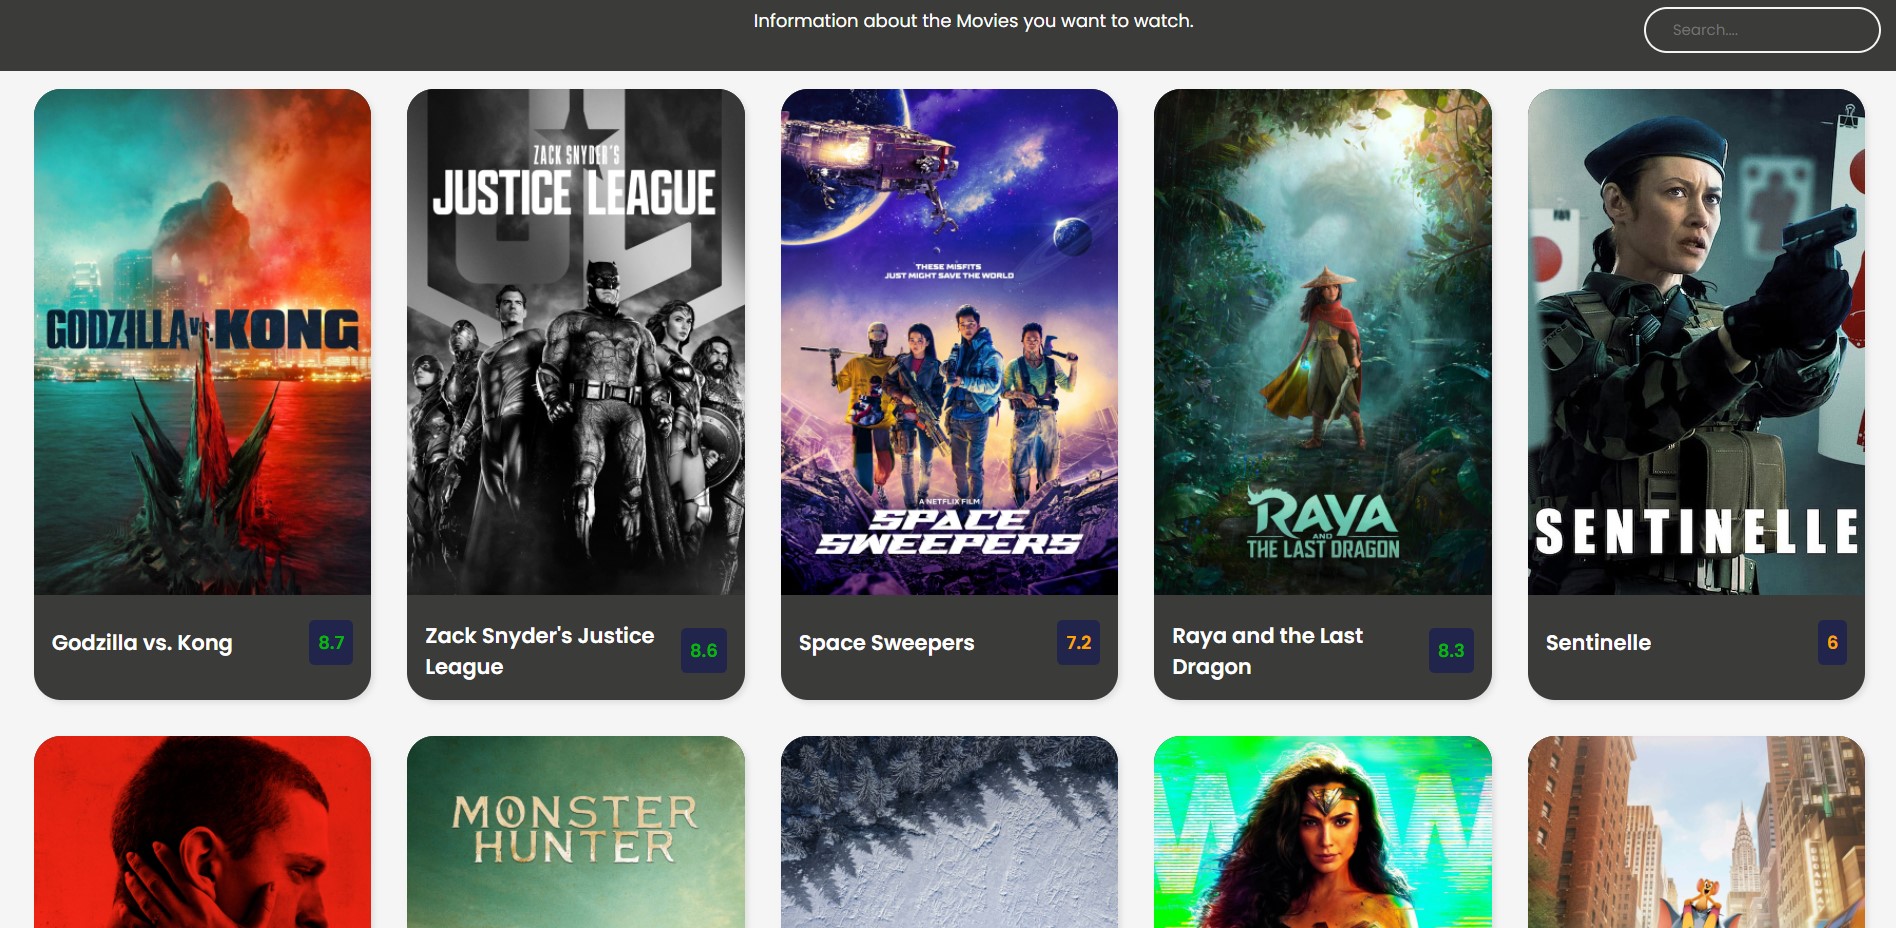 Information about the Movies you want to watch.
Search....
GODZILLA vs. KONG
ZACK SNYDER'S
JUSTICE LEAGUE
THESE MISFITS
JUST MIGHT SAVE THE WORLD
A NETFLIX FILM
SPACE
SWEEPERS
RAYA
AND
THE LAST DRAGON
SENTINELLE
Godzilla vs. Kong
8.7
Zack Snyder's Justice
League
8.6
Space Sweepers
7.2
Raya and the Last
Dragon
8.3
Sentinelle
6
MONSTER
HUNTER
WW